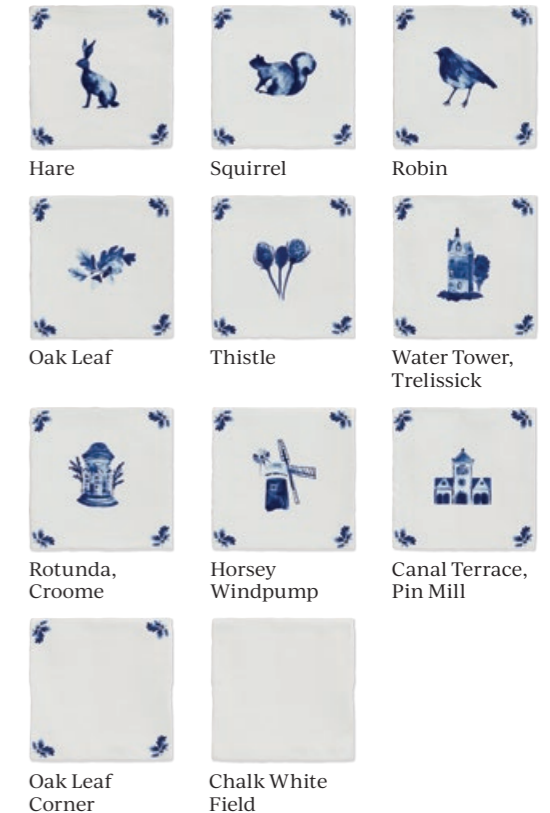 Hare
Squirrel
Robin
Oak Leaf
Thistle
Water Tower,
Trelissick
Rotunda,
Croome
Horsey
Windpump
Canal Terrace,
Pin Mill
Oak Leaf
Corner
Chalk White
Field